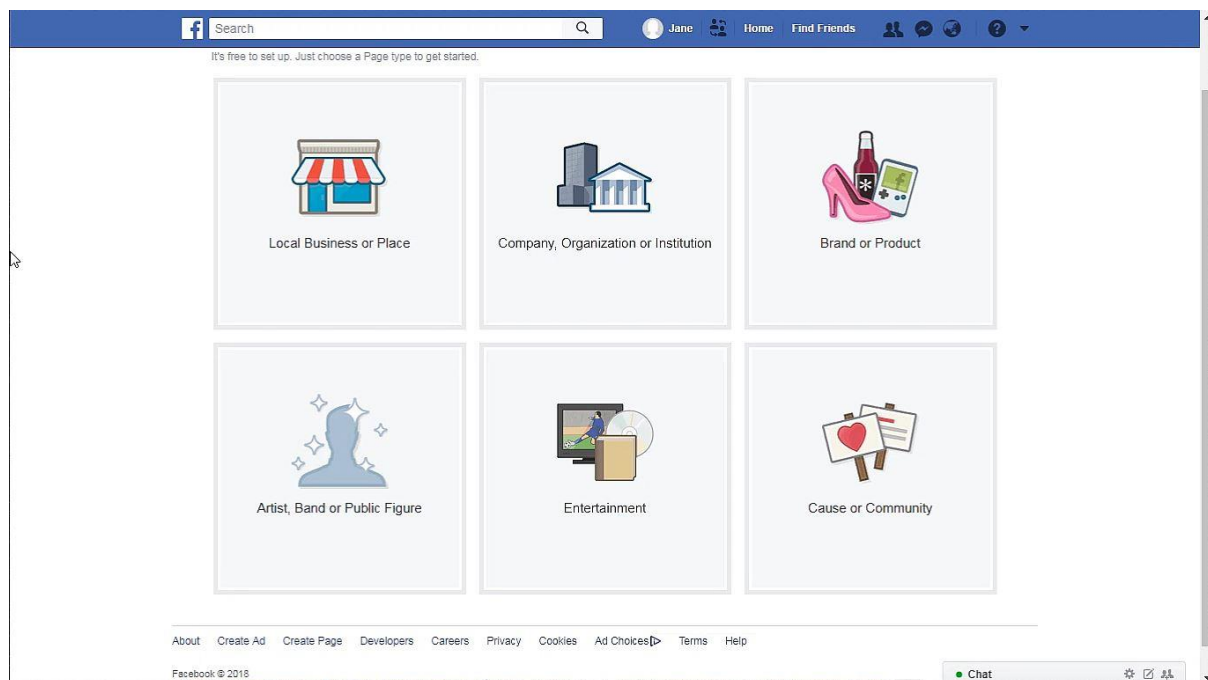 f Search Jane Home Find Friends ?
It's free to set up. Just choose a Page type to get started.
Local Business or Place Company, Organization or Institution Brand or Product
Artist, Band or Public Figure Entertainment Cause or Community
About Create Ad Create Page Developers Careers Privacy Cookies Ad Choices Terms Help
Facebook © 2018 Chat